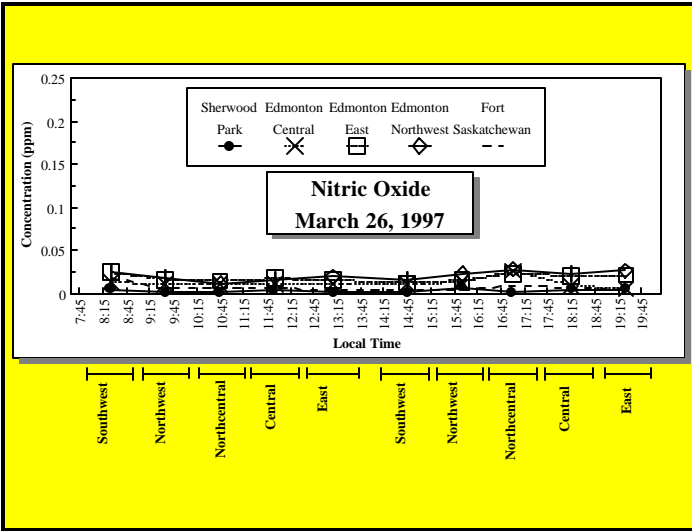 0.25
0.2
0.15
0.1
0.05
0
Concentration (ppm)
Sherwood Edmonton Edmonton Edmonton Fort
Park Central East Northwest Saskatchewan
Nitric Oxide
March 26, 1997
7:45 8:15 8:45 9:15 9:45 10:15 10:45 11:15 11:45 12:15 12:45 13:15 13:45 14:15 14:45 15:15 15:45 16:15 16:45 17:15 17:45 18:15 18:45 19:15 19:45
Local Time
Southwest Northwest Northcentral Central East Southwest Northwest Northcentral Central East